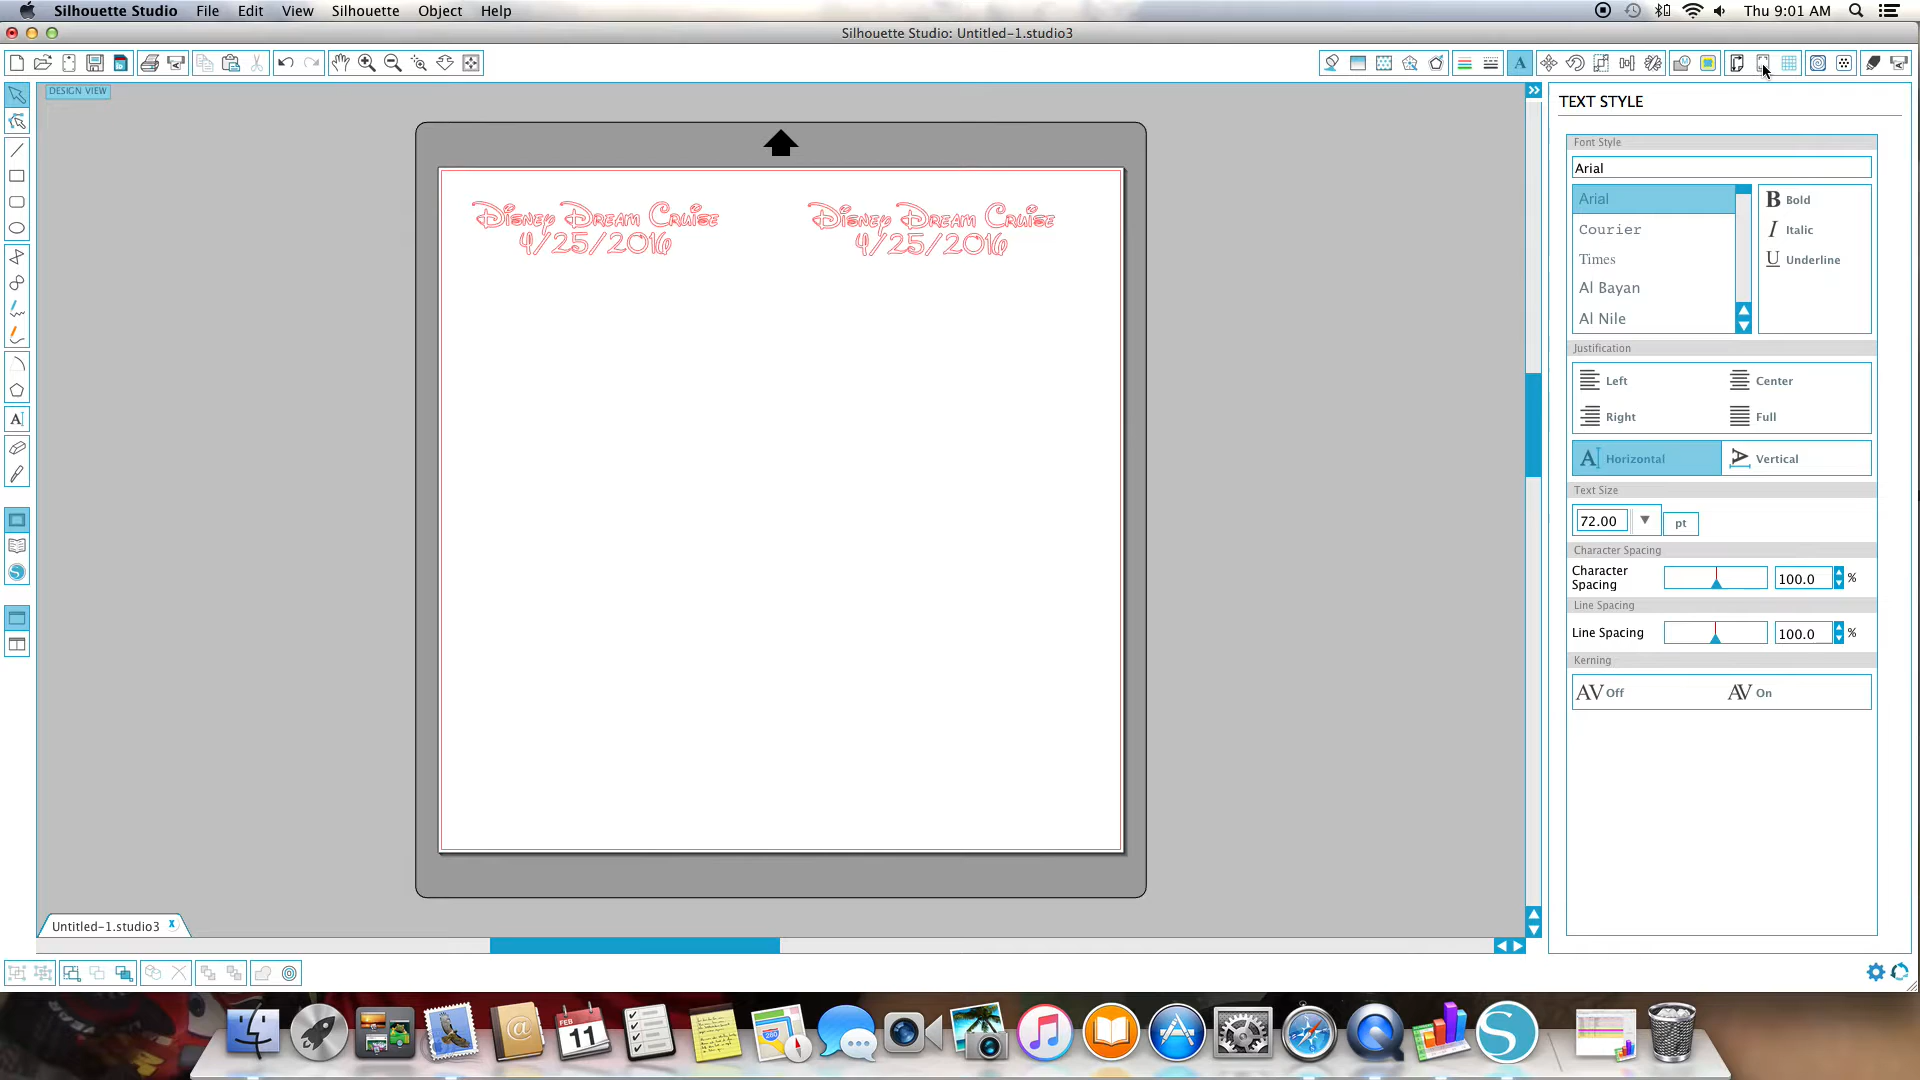 Silhouette Studio File Edit View Silhouette Object Help Thu 9:01 AM
Silhouette Studio: Untitled-1.studio3
DESIGN VIEW
Disney Dream Cruise
4/25/2016
Disney Dream Cruise
4/25/2016
TEXT STYLE
Font Style
Arial
Arial
Courier
Times
Al Bayan
Al Nile
B Bold
I Italic
U Underline
Justification
Left Center
Right Full
Horizontal Vertical
Text Size
72.00 pt
Character Spacing
Character Spacing 100.0 %
Line Spacing
Line Spacing 100.0 %
Kerning
AV Off AV On
Untitled-1.studio3 x
FEB
11
280